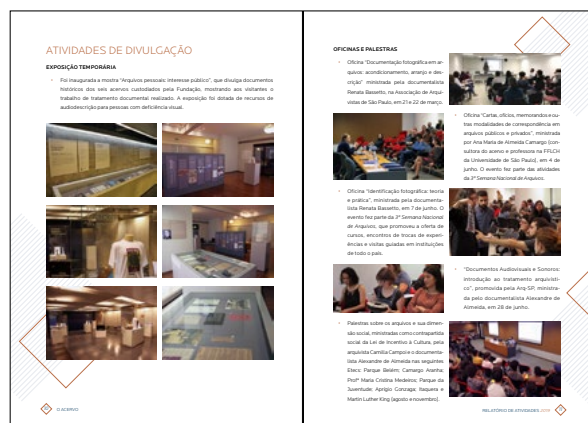 ATIVIDADES DE DIVULGAÇÃO
EXPOSIÇÃO TEMPORÁRIA
Foi inaugurada a mostra "Arquivos pessoais: interesse público", que divulga documentos
históricos dos seis acervos custodiados pela Fundação, mostrando aos visitantes o
trabalho de tratamento documental realizado. A exposição foi dotada de recursos de
audiodescrição para pessoas com deficiência visual.
O ACERVO
OFICINAS E PALESTRAS
Oficina "Documentação fotográfica em ar-
quivos: acondicionamento, arranjo e des-
crição" ministrada pela documentalista
Renata Bassetto, na Associação de Arqui-
vistas de São Paulo, em 21 e 22 de março.
Oficina "Cartas, ofícios, memorandos e ou-
tras modalidades de correspondência em
arquivos públicos e privados", ministrada
por Ana Maria de Almeida Camargo (con-
sultora do acervo e professora na FFLCH
da Universidade de São Paulo), em 4 de
junho. O evento fez parte das atividades
da 3ª Semana Nacional de Arquivos.
Oficina "Identificação fotográfica: teoria
e prática", ministrada pela documenta-
lista Renata Bassetto, em 7 de junho. O
evento fez parte da 3ª Semana Nacional
de Arquivos, que promoveu a oferta de
cursos, encontros de trocas de experi-
ências e visitas guiadas em instituições
de todo o país.
"Documentos Audiovisuais e Sonoros:
introdução ao tratamento arquivísti-
co", promovida pela Arq-SP, ministra-
da pelo documentalista Alexandre de
Almeida, em 28 de junho.
Palestras sobre os arquivos e sua dimen-
são social, ministradas como contrapartida
social da Lei de Incentivo à Cultura, pela
arquivista Camilla Campoi e o documenta-
lista Alexandre de Almeida nas seguintes
Etecs: Parque Belém; Camargo Aranha;
Profª Maria Cristina Medeiros; Parque da
Juventude; Aprígio Gonzaga; Itaquera e
Martin Luther King (agosto e novembro).
RELATÓRIO DE ATIVIDADES 2019